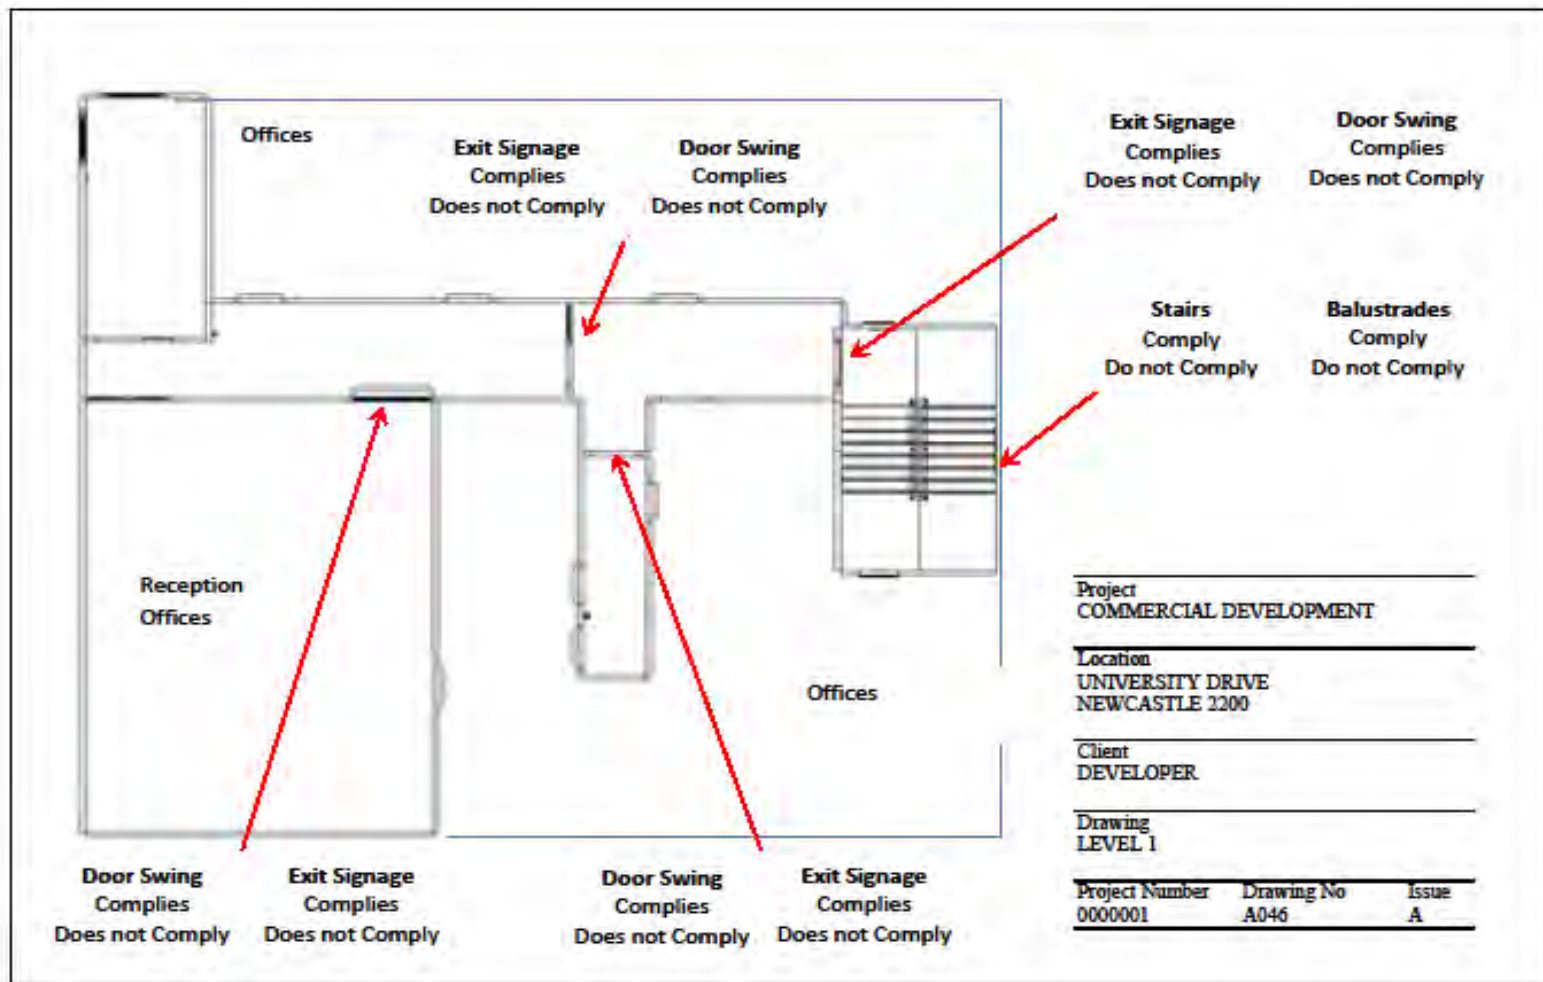 Offices
Exit Signage
Complies
Does not Comply
Door Swing
Complies
Does not Comply
Exit Signage
Complies
Does not Comply
Door Swing
Complies
Does not Comply
Stairs
Comply
Do not Comply
Balustrades
Comply
Do not Comply
Reception
Offices
Offices
Project
COMMERCIAL DEVELOPMENT
Location
UNIVERSITY DRIVE
NEWCASTLE 2200
Client
DEVELOPER
Drawing
LEVEL 1
Project Number Drawing No Issue
0000001 A046 A
Door Swing
Complies
Does not Comply
Exit Signage
Complies
Does not Comply
Door Swing
Complies
Does not Comply
Exit Signage
Complies
Does not Comply